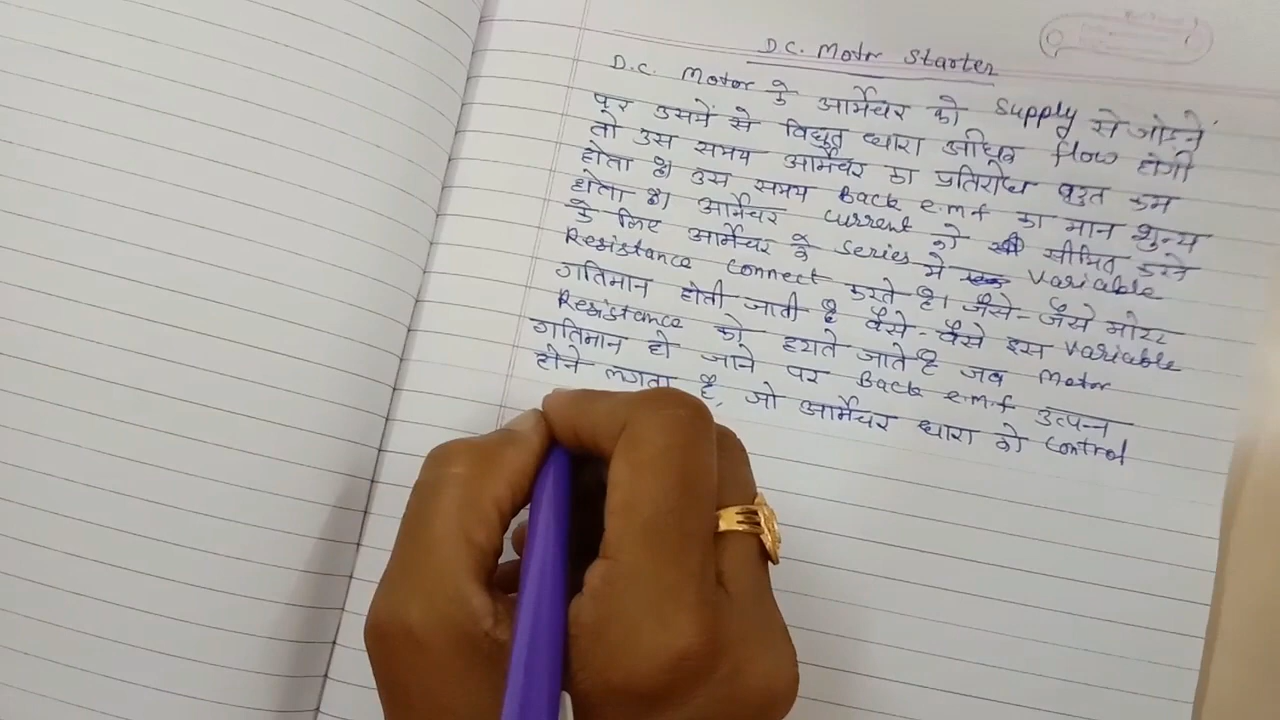 D.C. Motor Starter
D.C. Motor के आर्मेचर को Supply से जोड़ने
पर उसमें से विद्युत धारा अधिक flow होगी
तो उस समय आर्मेचर का प्रतिरोध बहुत कम
होता है। उस समय Back e.m.f का मान शुन्य
होता है। आर्मेचर current को सीमित करने
के लिए आर्मेचर के series में variable
Resistance connect करते है। जैसे-जैसे मोटर
गतिमान होती जाती है वैसे-वैसे इस variable
Resistance को हटाते जाते है जब Motor
गतिमान हो जाने पर Back e.m.f उत्पन्न
होने लगता है, जो आर्मेचर धारा को control